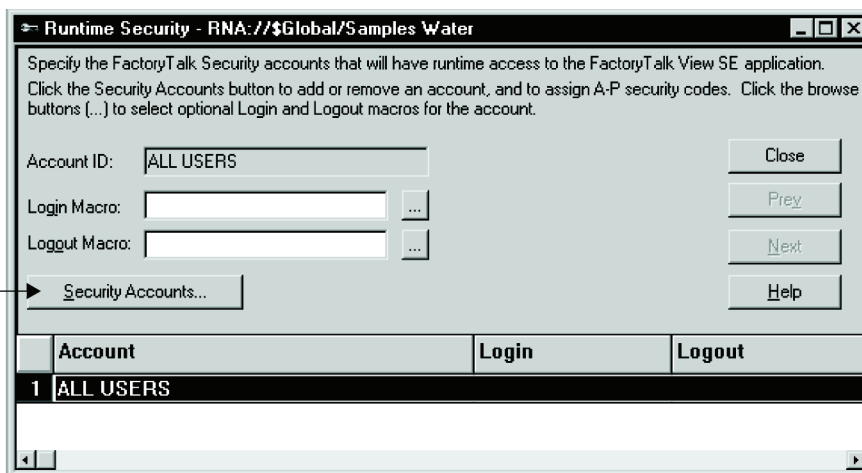 Runtime Security - RNA://$Global/Samples Water
Specify the FactoryTalk Security accounts that will have runtime access to the FactoryTalk View SE application.
Click the Security Accounts button to add or remove an account, and to assign A-P security codes. Click the browse
buttons (...) to select optional Login and Logout macros for the account.
Account ID: ALL USERS
Close
Login Macro: ...
Prev
Logout Macro: ...
Next
Security Accounts...
Help
Account Login Logout
1 ALL USERS